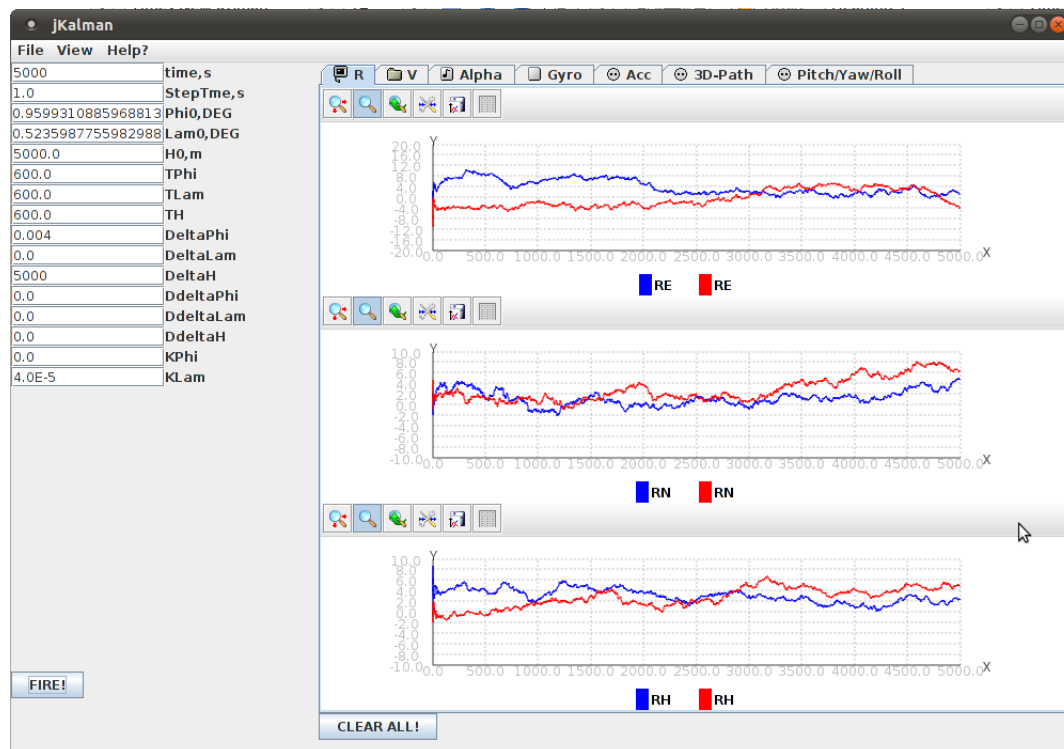 jKalman
File View Help?
5000 time,s
1.0 StepTme,s
0.9599310885968813 Phi0,DEG
0.5235987755982988 Lam0,DEG
5000.0 H0,m
600.0 TPhi
600.0 TLam
600.0 TH
0.004 DeltaPhi
0.0 DeltaLam
5000 DeltaH
0.0 DdeltaPhi
0.0 DdeltaLam
0.0 DdeltaH
0.0 KPhi
4.0E-5 KLam
FIRE!
R V Alpha Gyro Acc 3D-Path Pitch/Yaw/Roll
Y
20.0
16.0
12.0
8.0
4.0
0.0
-4.0
-8.0
-12.0
-16.0
-20.0
0.0 500.0 1000.0 1500.0 2000.0 2500.0 3000.0 3500.0 4000.0 4500.0 5000.0 X
RE RE
Y
10.0
8.0
6.0
4.0
2.0
0.0
-2.0
-4.0
-6.0
-8.0
-10.0
0.0 500.0 1000.0 1500.0 2000.0 2500.0 3000.0 3500.0 4000.0 4500.0 5000.0 X
RN RN
Y
10.0
8.0
6.0
4.0
2.0
0.0
-2.0
-4.0
-6.0
-8.0
-10.0
0.0 500.0 1000.0 1500.0 2000.0 2500.0 3000.0 3500.0 4000.0 4500.0 5000.0 X
RH RH
CLEAR ALL!